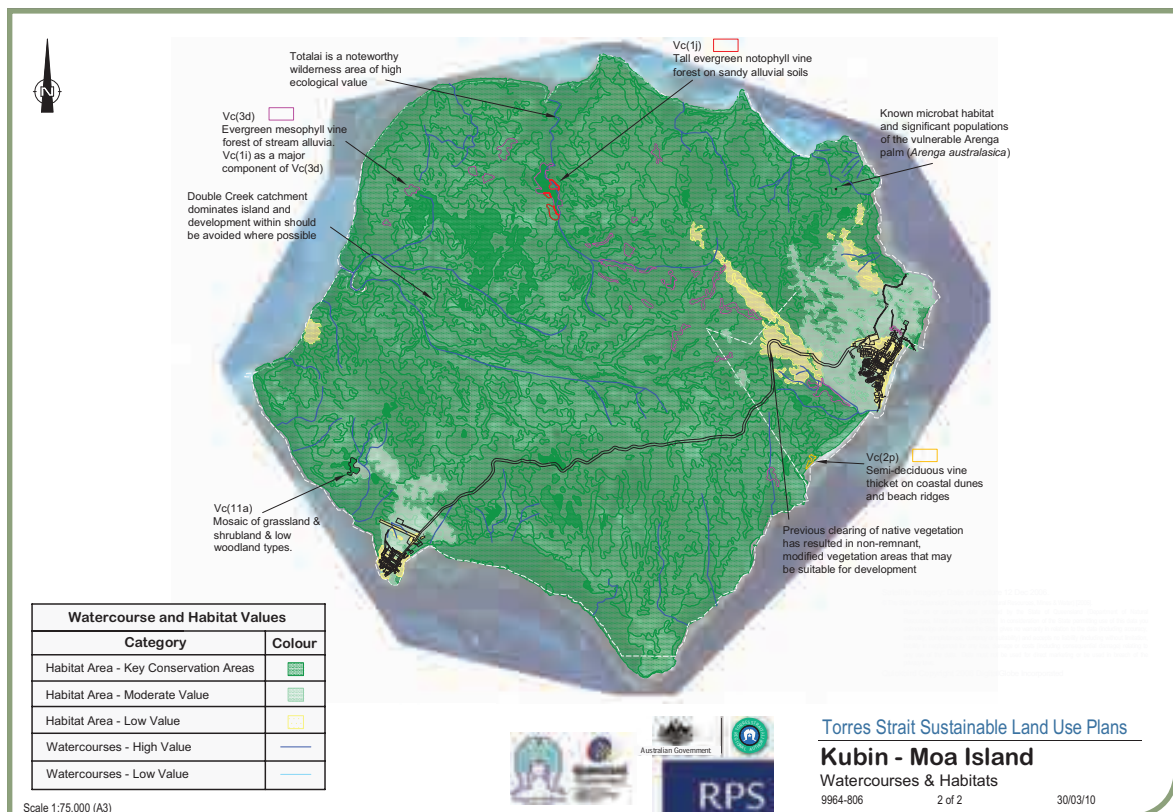 N
Totalai is a noteworthy
wilderness area of high
ecological value
Vc(1j)
Tall evergreen notophyll vine
forest on sandy alluvial soils
Vc(3d)
Evergreen mesophyll vine
forest of stream alluvia.
Vc(1i) as a major
component of Vc(3d)
Known microbat habitat
and significant populations
of the vulnerable Arenga
palm (Arenga australasica)
Double Creek catchment
dominates island and
development within should
be avoided where possible
Vc(11a)
Mosaic of grassland &
shrubland & low
woodland types.
Vc(2p)
Semi-deciduous vine
thicket on coastal dunes
and beach ridges
Previous clearing of native vegetation
has resulted in non-remnant,
modified vegetation areas that may
be suitable for development
Watercourse and Habitat Values
Category Colour
Habitat Area - Key Conservation Areas
Habitat Area - Moderate Value
Habitat Area - Low Value
Watercourses - High Value
Watercourses - Low Value
Scale 1:75,000 (A3)
Australian Government
RPS
Torres Strait Sustainable Land Use Plans
Kubin - Moa Island
Watercourses & Habitats
9964-806 2 of 2 30/03/10